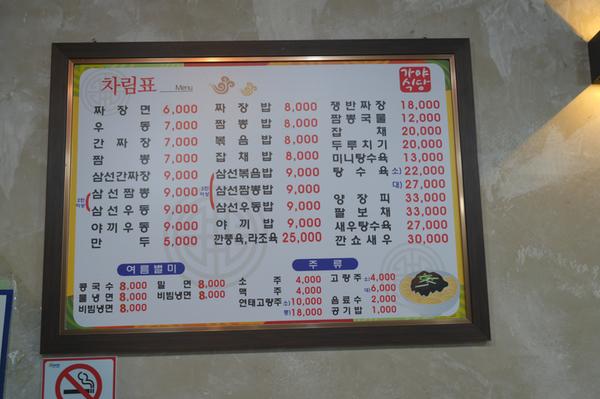 차림표 Menu
가야
식당
짜장면 6,000
우동 7,000
간짜장 7,000
짬뽕 7,000
삼선간짜장 9,000
삼선짬뽕 9,000
삼선우동 9,000
야끼우동 9,000
만두 5,000
짜장밥 8,000
짬뽕밥 8,000
볶음밥 8,000
잡채밥 8,000
삼선볶음밥 9,000
삼선짬뽕밥 9,000
삼선우동밥 9,000
야끼밥 9,000
깐풍육,라조육 25,000
쟁반짜장 18,000
짬뽕국물 12,000
잡채 20,000
두루치기 20,000
미니탕수육 13,000
탕수육 소) 22,000
대) 27,000
양장피 33,000
팔보채 33,000
새우탕수육 27,000
깐쇼새우 30,000
여름별미
콩국수 8,000
물냉면 8,000
비빔냉면 8,000
밀면 8,000
비빔밀면 8,000
주류
소주 4,000
맥주 4,000
연태고량주 소) 10,000
18,000
고량주 소) 4,000
대) 6,000
음료수 2,000
공기밥 1,000